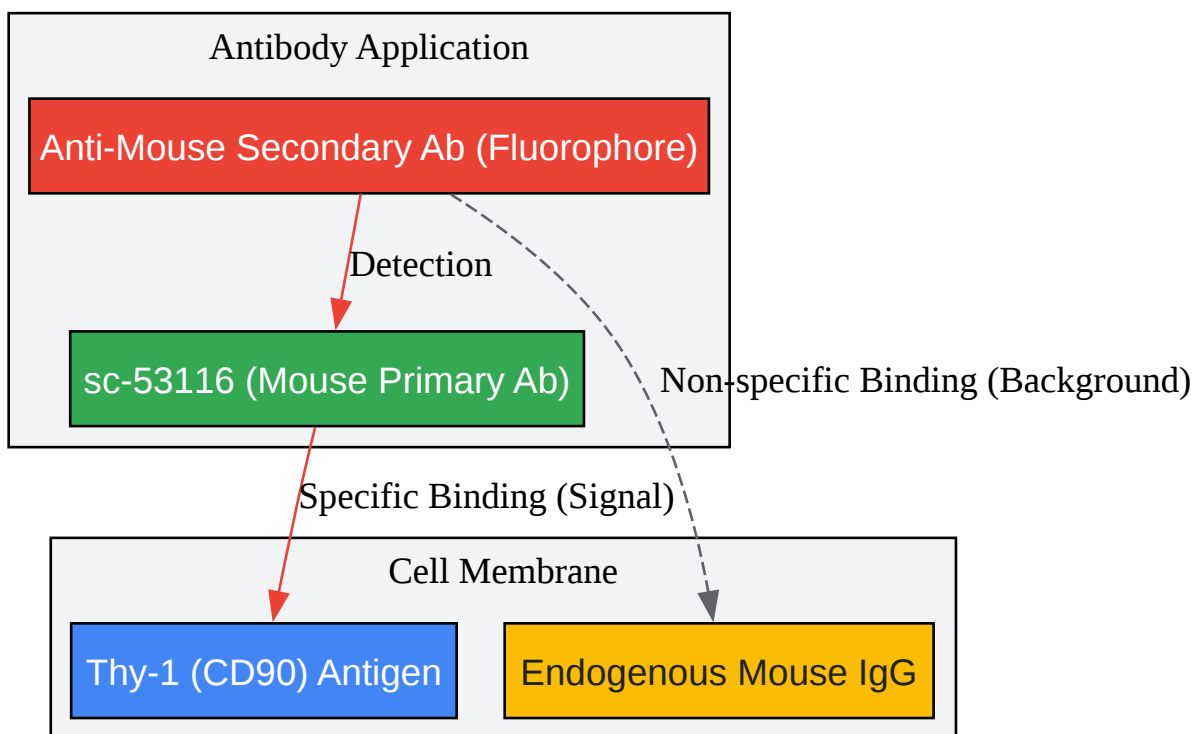 Antibody Application
Anti-Mouse Secondary Ab (Fluorophore)
Detection
sc-53116 (Mouse Primary Ab)
Non-specific Binding (Background)
Specific Binding (Signal)
Cell Membrane
Thy-1 (CD90) Antigen
Endogenous Mouse IgG